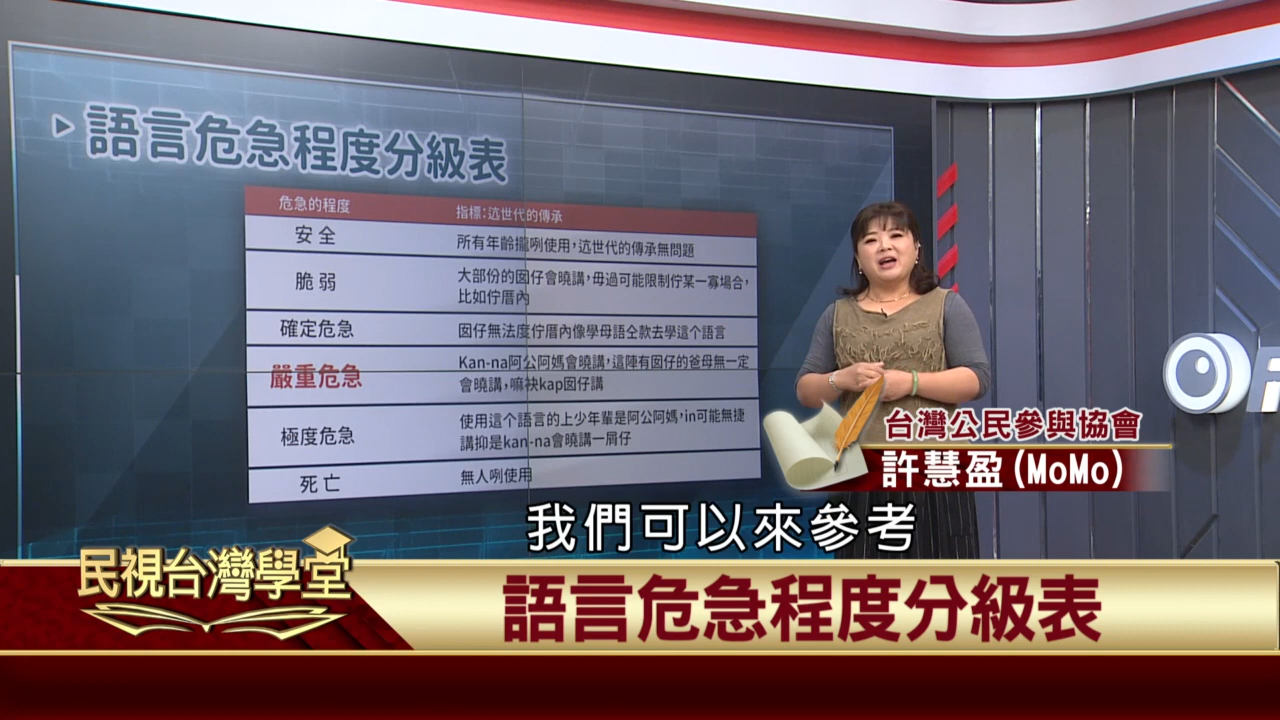 語言危急程度分級表
危急的程度 指標：迒世代的傳承
安全 所有年齡攏咧使用，迒世代的傳承無問題
脆弱 大部份的囡仔會曉講，毋過可能限制佇某一寡場合，
比如佇厝內
確定危急 囡仔無法度佇厝內像學母語仝款去學這个語言
嚴重危急 Kan-na阿公阿媽會曉講，這陣有囡仔的爸母無一定
會曉講，嘛袂kap囡仔講
極度危急 使用這個語言的上少年輩是阿公阿媽，in可能無捷
講抑是kan-na會曉講一屑仔
死亡 無人咧使用
台灣公民參與協會
許慧盈(MoMo)
我們可以來參考
民視台灣學堂
語言危急程度分級表